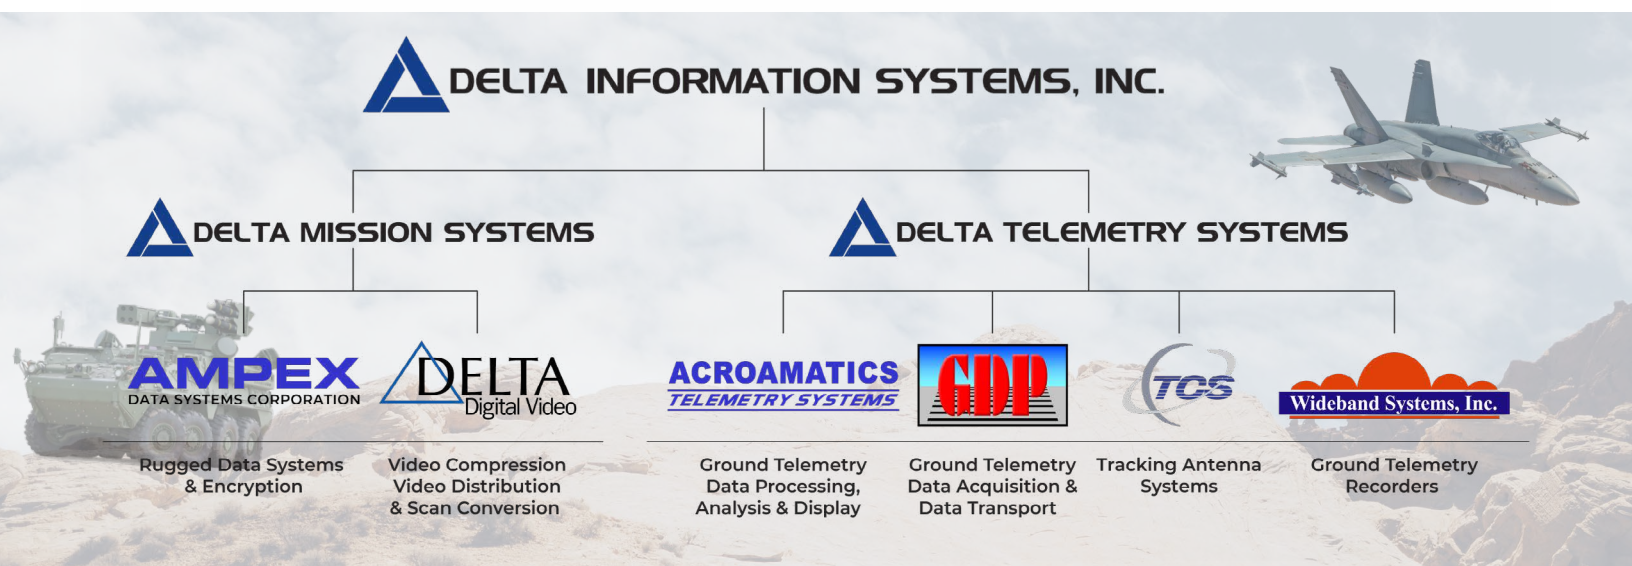 DELTA INFORMATION SYSTEMS, INC.
DELTA MISSION SYSTEMS
DELTA TELEMETRY SYSTEMS
AMPEX
DATA SYSTEMS CORPORATION
DELTA
Digital Video
ACROAMATICS
TELEMETRY SYSTEMS
GDP
TCS
Wideband Systems, Inc.
Rugged Data Systems
& Encryption
Video Compression
Video Distribution
& Scan Conversion
Ground Telemetry
Data Processing,
Analysis & Display
Ground Telemetry
Data Acquisition &
Data Transport
Tracking Antenna
Systems
Ground Telemetry
Recorders